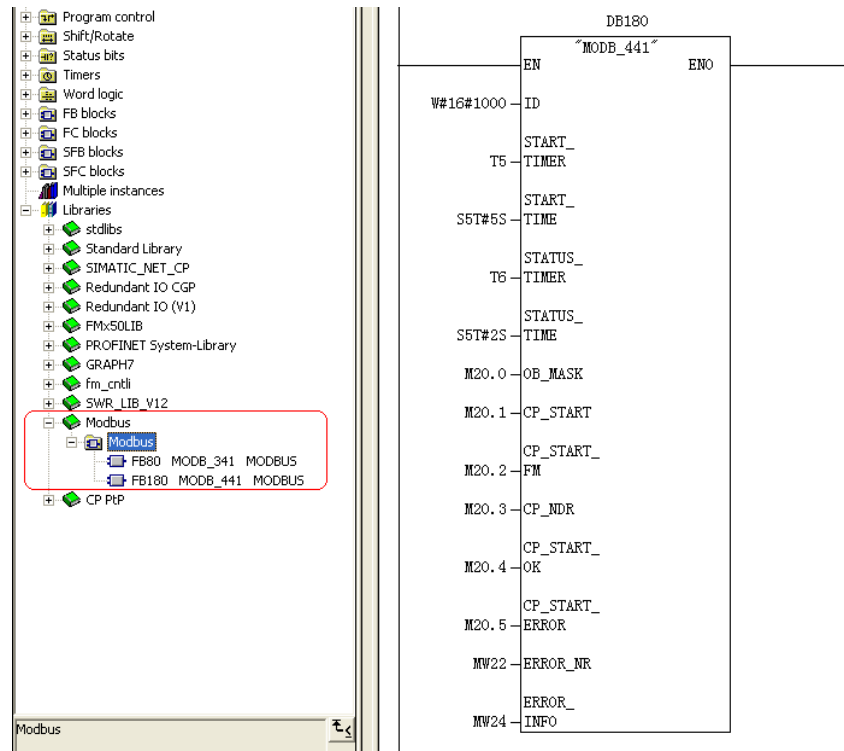 Program control
Shift/Rotate
Status bits
Timers
Word logic
FB blocks
FC blocks
SFB blocks
SFC blocks
Multiple instances
Libraries
stdlibs
Standard Library
SIMATIC_NET_CP
Redundant IO CGP
Redundant IO (V1)
FMx50LIB
PROFINET System-Library
GRAPH7
fm_cntli
SWR_LIB_V12
Modbus
Modbus
FB80 MODB_341 MODBUS
FB180 MODB_441 MODBUS
CP PtP
Modbus
DB180
"MODB_441"
EN ENO
W#16#1000 ID
START_
T5 TIMER
START_
S5T#5S TIME
STATUS_
T6 TIMER
STATUS_
S5T#2S TIME
M20.0 OB_MASK
M20.1 CP_START
CP_START_
M20.2 FM
M20.3 CP_NDR
CP_START_
M20.4 OK
CP_START_
M20.5 ERROR
MW22 ERROR_NR
ERROR_
MW24 INFO